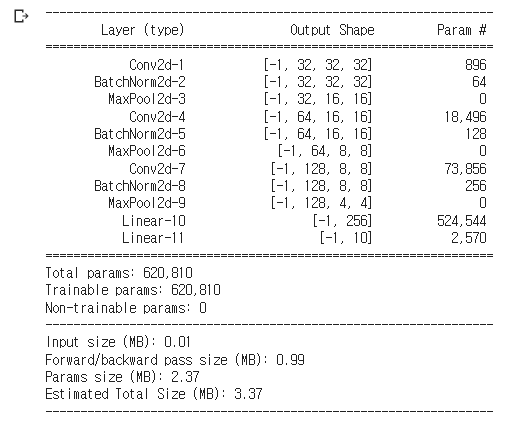 ----------------------------------------------------------------
Layer (type) Output Shape Param #
================================================================
Conv2d-1 [-1, 32, 32, 32] 896
BatchNorm2d-2 [-1, 32, 32, 32] 64
MaxPool2d-3 [-1, 32, 16, 16] 0
Conv2d-4 [-1, 64, 16, 16] 18,496
BatchNorm2d-5 [-1, 64, 16, 16] 128
MaxPool2d-6 [-1, 64, 8, 8] 0
Conv2d-7 [-1, 128, 8, 8] 73,856
BatchNorm2d-8 [-1, 128, 8, 8] 256
MaxPool2d-9 [-1, 128, 4, 4] 0
Linear-10 [-1, 256] 524,544
Linear-11 [-1, 10] 2,570
================================================================
Total params: 620,810
Trainable params: 620,810
Non-trainable params: 0
----------------------------------------------------------------
Input size (MB): 0.01
Forward/backward pass size (MB): 0.99
Params size (MB): 2.37
Estimated Total Size (MB): 3.37
----------------------------------------------------------------